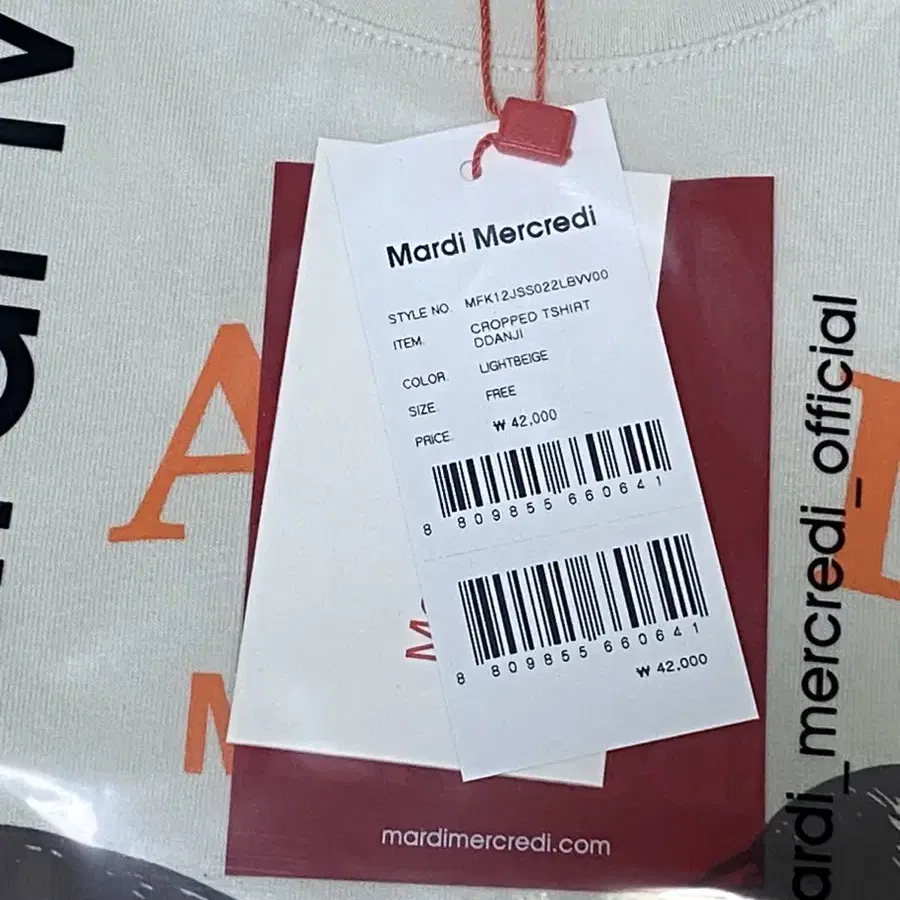 Mardi Mercredi
STYLE NO. MFK12JSS022LBVV00
ITEM. CROPPED TSHIRT
DDANJI
COLOR. LIGHTBEIGE
SIZE. FREE
PRICE. ₩ 42,000
8 809855 660641
8 809855 660641
₩ 42,000
mardimercredi.com
ardi_mercredi_official
A
M